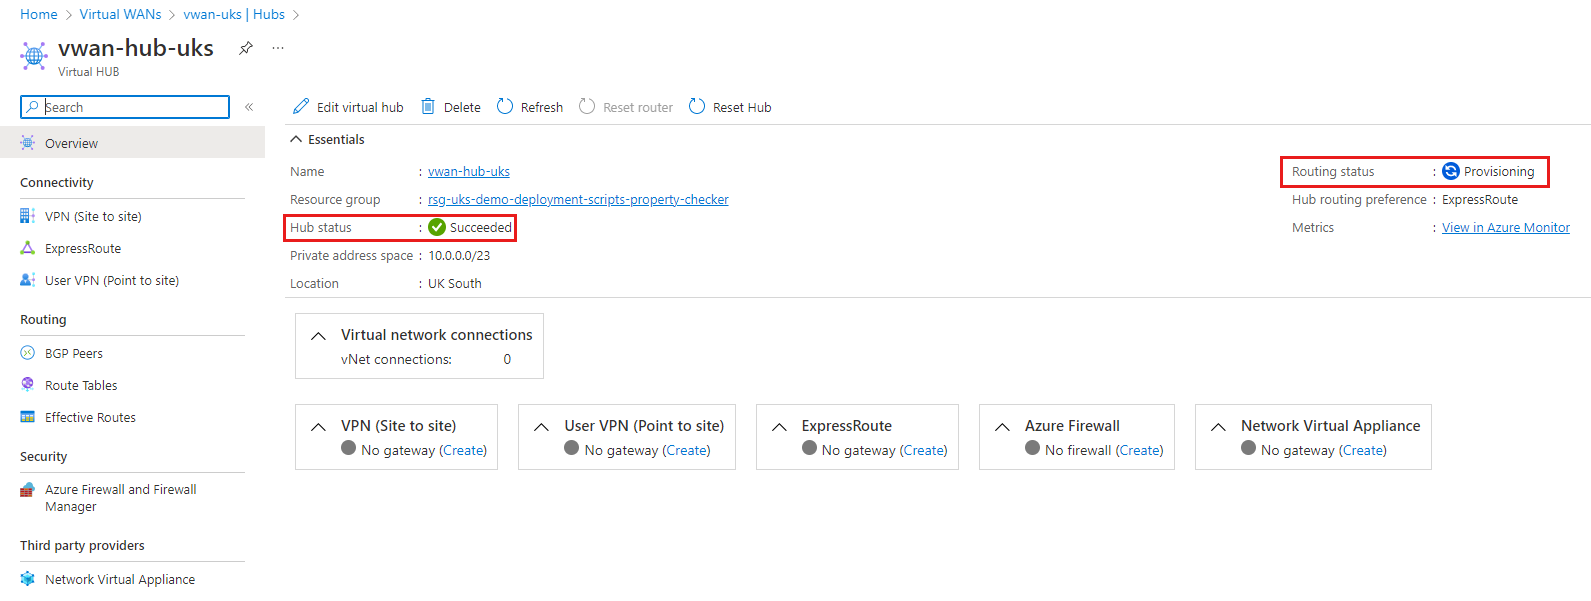 Home > Virtual WANs > vwan-uks | Hubs >
vwan-hub-uks ...
Virtual HUB
Search «
Edit virtual hub Delete Refresh Reset router Reset Hub
Overview
Connectivity
VPN (Site to site)
ExpressRoute
User VPN (Point to site)
Routing
BGP Peers
Route Tables
Effective Routes
Security
Azure Firewall and Firewall
Manager
Third party providers
Network Virtual Appliance
Essentials
Name : vwan-hub-uks
Resource group : rsg-uks-demo-deployment-scripts-property-checker
Hub status : Succeeded
Private address space : 10.0.0.0/23
Location : UK South
Routing status : Provisioning
Hub routing preference : ExpressRoute
Metrics : View in Azure Monitor
Virtual network connections
vNet connections: 0
VPN (Site to site)
No gateway (Create)
User VPN (Point to site)
No gateway (Create)
ExpressRoute
No gateway (Create)
Azure Firewall
No firewall (Create)
Network Virtual Appliance
No gateway (Create)